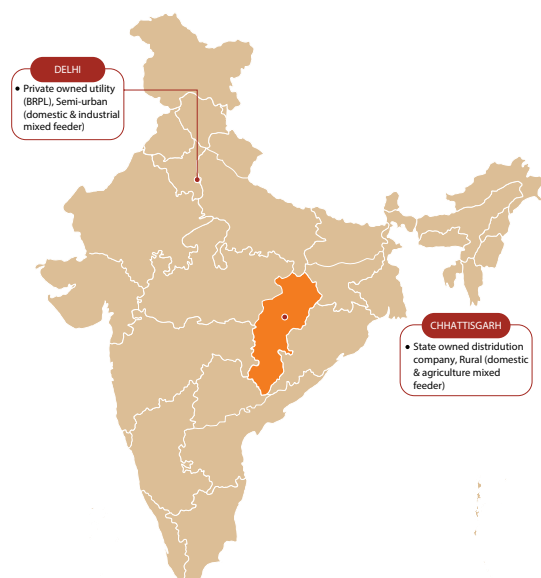 DELHI
• Private owned utility
(BRPL), Semi-urban
(domestic & industrial
mixed feeder)
CHHATTISGARH
• State owned distridution
company, Rural (domestic
& agriculture mixed
feeder)